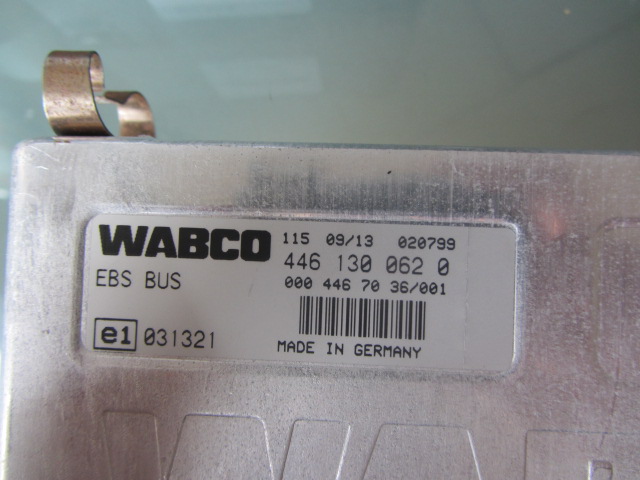 WABCO 115 09/13 020799
446 130 062 0
EBS BUS 000 446 70 36/001
e1 031321
MADE IN GERMANY